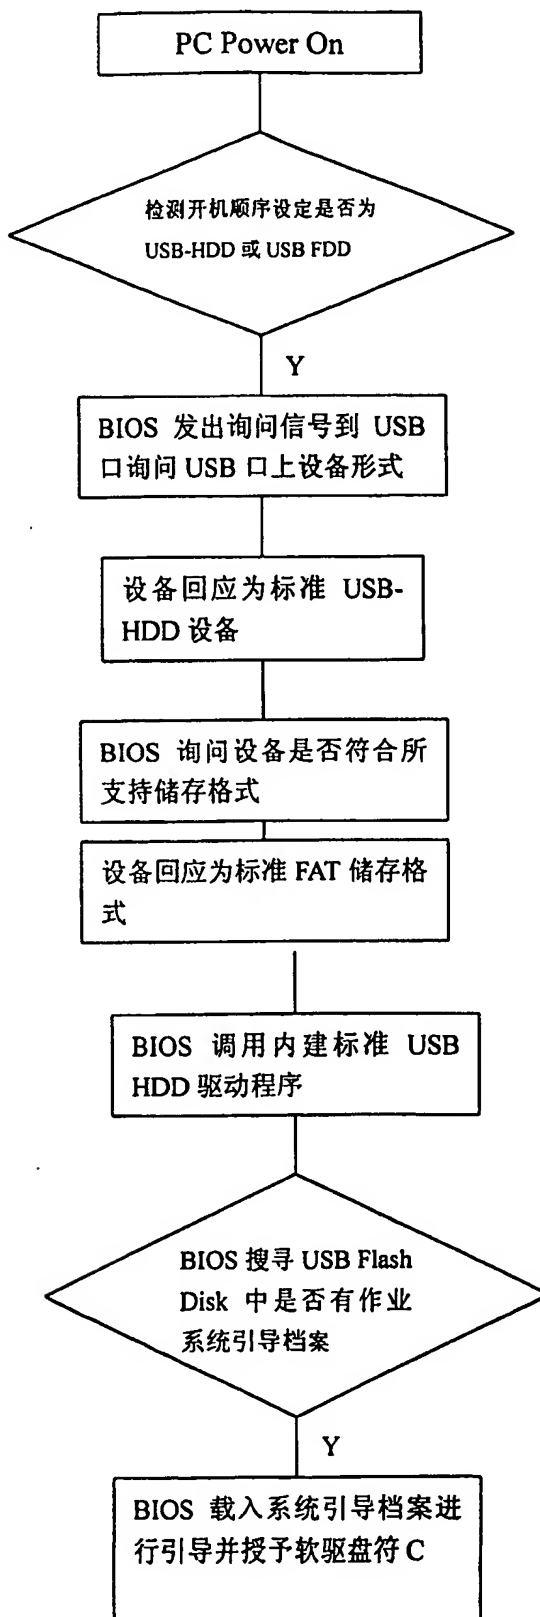 PC Power On
检测开机顺序设定是否为
USB-HDD 或 USB FDD
Y
BIOS 发出询问信号到 USB
口询问 USB 口上设备形式
设备回应为标准 USB-
HDD 设备
BIOS 询问设备是否符合所
支持储存格式
设备回应为标准 FAT 储存格
式
BIOS 调用内建标准 USB
HDD 驱动程序
BIOS 搜寻 USB Flash
Disk 中是否有作业
系统引导档案
Y
BIOS 载入系统引导档案进
行引导并授予软驱盘符 C